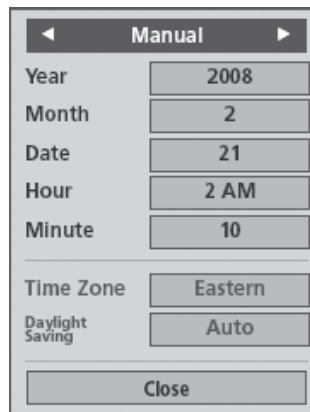 Manual
Year 2008
Month 2
Date 21
Hour 2 AM
Minute 10
Time Zone Eastern
Daylight
Saving Auto
Close